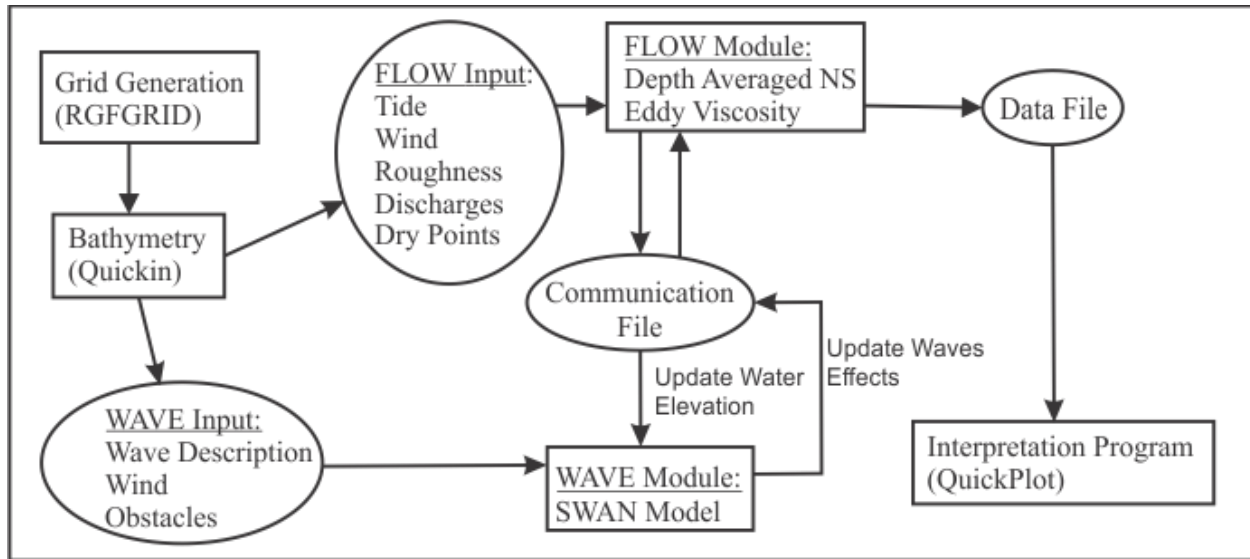 Grid Generation
(RGFGRID)
Bathymetry
(Quickin)
FLOW Input:
Tide
Wind
Roughness
Discharges
Dry Points
WAVE Input:
Wave Description
Wind
Obstacles
FLOW Module:
Depth Averaged NS
Eddy Viscosity
Communication
File
Update Water
Elevation
Update Waves
Effects
WAVE Module:
SWAN Model
Data File
Interpretation Program
(QuickPlot)